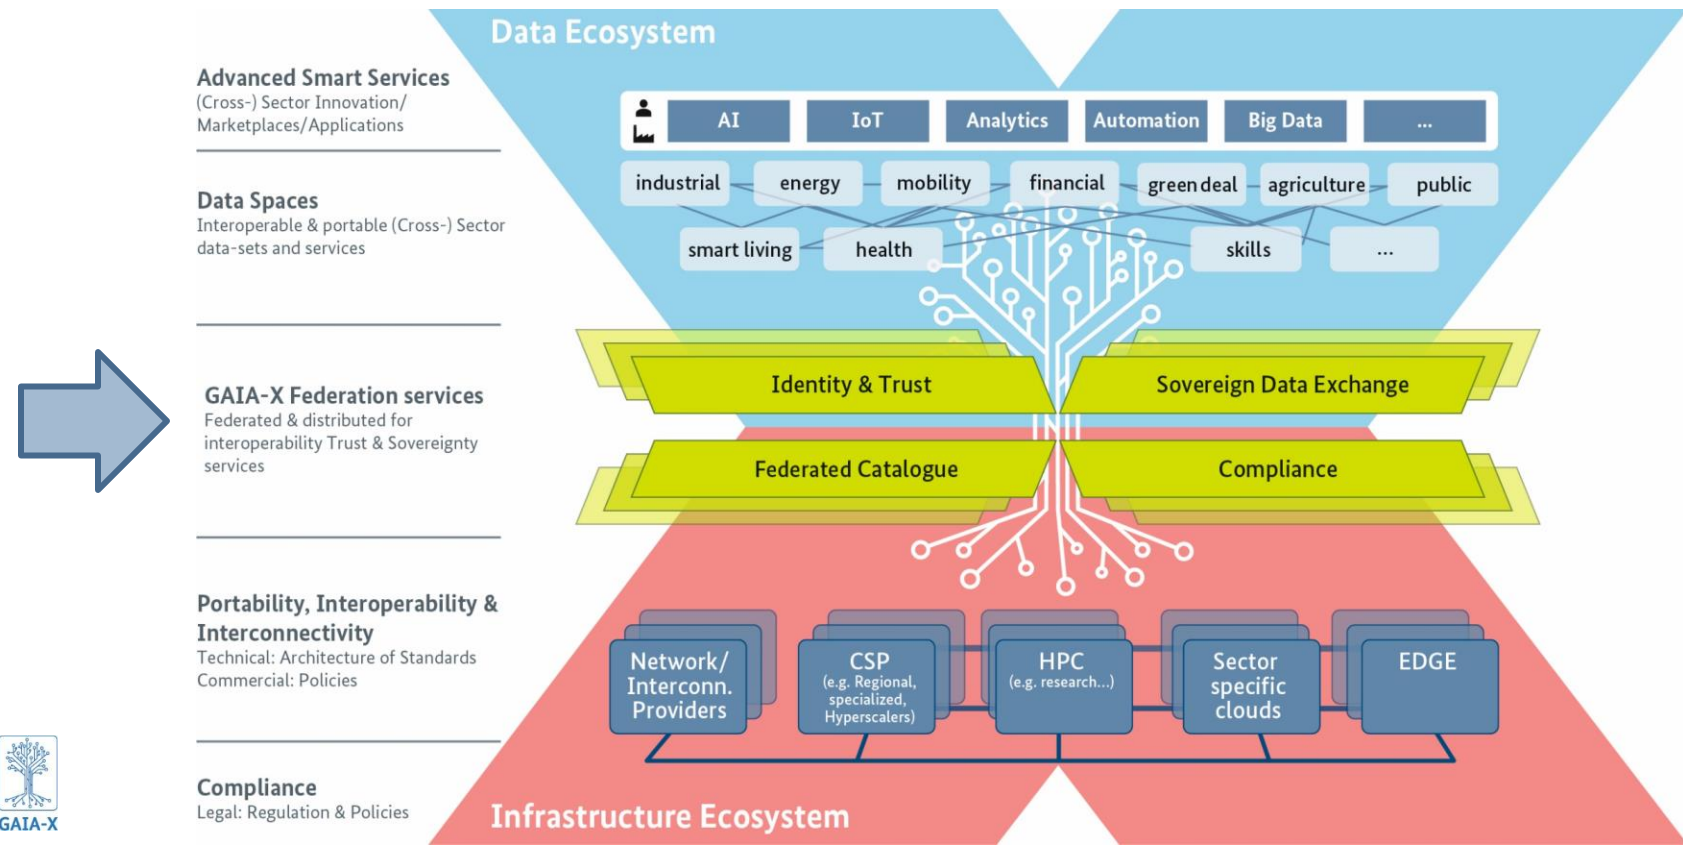 Data Ecosystem
Advanced Smart Services
(Cross-) Sector Innovation/
Marketplaces/Applications
AI
IoT
Analytics
Automation
Big Data
...
Data Spaces
Interoperable & portable (Cross-) Sector
data-sets and services
industrial
energy
mobility
financial
green deal
agriculture
public
smart living
health
skills
...
GAIA-X Federation services
Federated & distributed for
interoperability Trust & Sovereignty
services
Identity & Trust
Sovereign Data Exchange
Federated Catalogue
Compliance
Portability, Interoperability &
Interconnectivity
Technical: Architecture of Standards
Commercial: Policies
Network/
Interconn.
Providers
CSP
(e.g. Regional,
specialized,
Hyperscalers)
HPC
(e.g. research...)
Sector
specific
clouds
EDGE
Compliance
Legal: Regulation & Policies
Infrastructure Ecosystem
GAIA-X